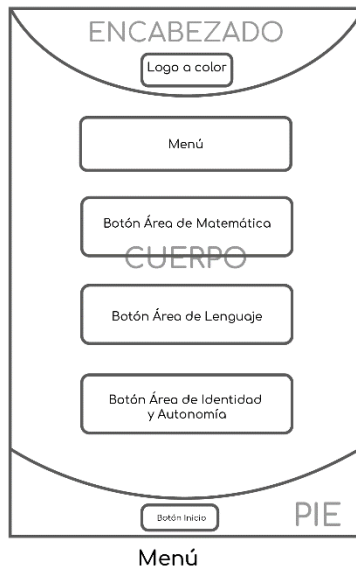 ENCABEZADO
Logo a color
Menú
Botón Área de Matemática
CUERPO
Botón Área de Lenguaje
Botón Área de Identidad
y Autonomía
Botón Inicio
PIE
Menú